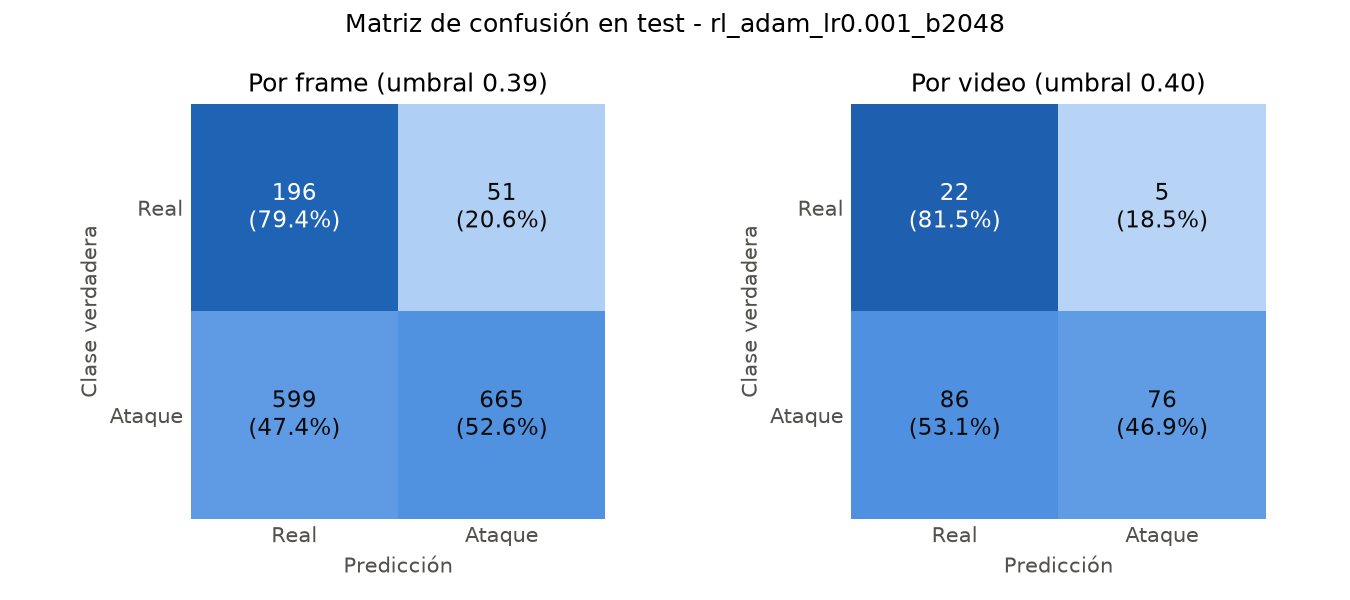 Matriz de confusión en test - rl_adam_lr0.001_b2048
Por frame (umbral 0.39)
Clase verdadera
Real
Ataque
196
(79.4%)
51
(20.6%)
599
(47.4%)
665
(52.6%)
Real
Ataque
Predicción
Por video (umbral 0.40)
Clase verdadera
Real
Ataque
22
(81.5%)
5
(18.5%)
86
(53.1%)
76
(46.9%)
Real
Ataque
Predicción